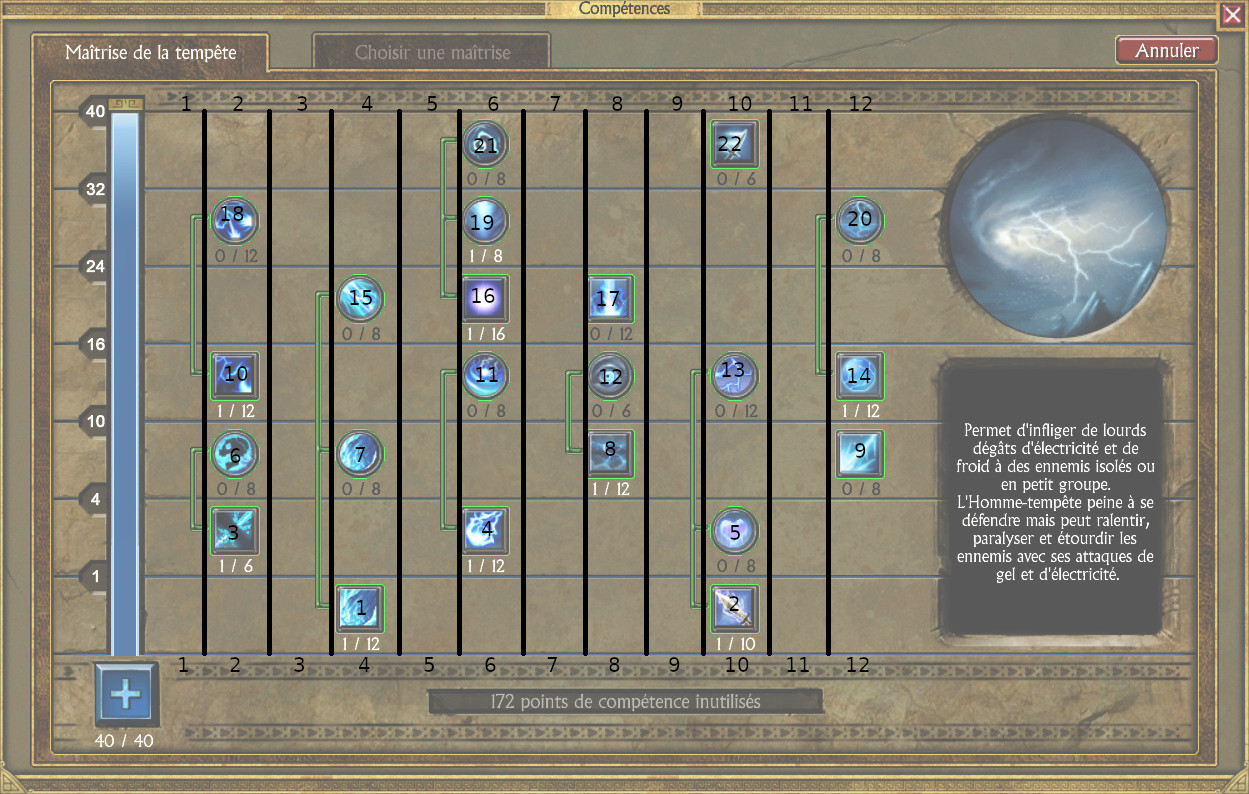 Compétences
Maîtrise de la tempête
Choisir une maîtrise
Annuler
1 2 3 4 5 6 7 8 9 10 11 12
40
21
22
0 / 8
0 / 6
32
18
19
20
0 / 12
1 / 8
0 / 8
24
15
16
17
0 / 8
1 / 16
0 / 12
16
10
11
12
13
14
1 / 12
0 / 8
0 / 6
0 / 12
1 / 12
10
6
7
8
9
0 / 8
0 / 8
1 / 12
0 / 8
4
3
4
5
1 / 6
1 / 12
0 / 8
1
1
2
1 / 12
1 / 10
Permet d'infliger de lourds
dégâts d'électricité et de
froid à des ennemis isolés ou
en petit groupe.
L'Homme-tempête peine à se
défendre mais peut ralentir,
paralyser et étourdir les
ennemis avec ses attaques de
gel et d'électricité.
1 2 3 4 5 6 7 8 9 10 11 12
172 points de compétence inutilisés
40 / 40